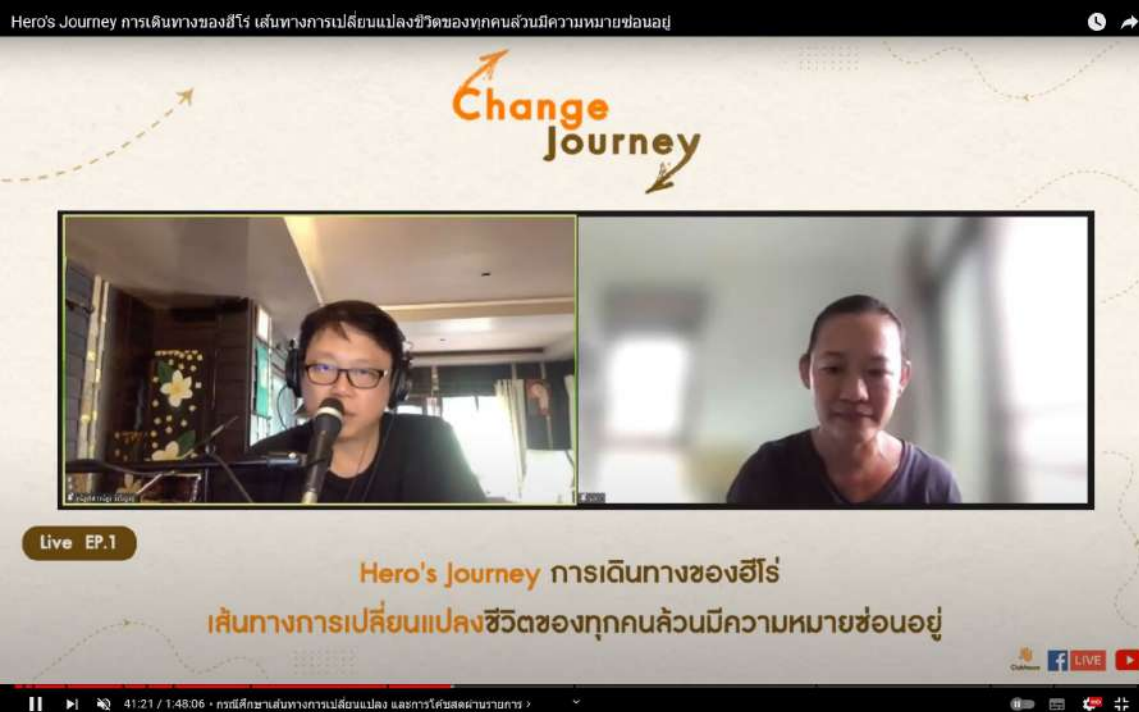 Hero's Journey การเดินทางของฮีโร่ เส้นทางการเปลี่ยนแปลงชีวิตของทุกคนล้วนมีความหมายซ่อนอยู่
Change
Journey
Live EP.1
Hero's Journey การเดินทางของฮีโร่
เส้นทางการเปลี่ยนแปลงชีวิตของทุกคนล้วนมีความหมายซ่อนอยู่
Clubhouse
LIVE
41:21 / 1:48:06 • กรณีศึกษาเส้นทางการเปลี่ยนแปลง และการโค้ชสดผ่านรายการ